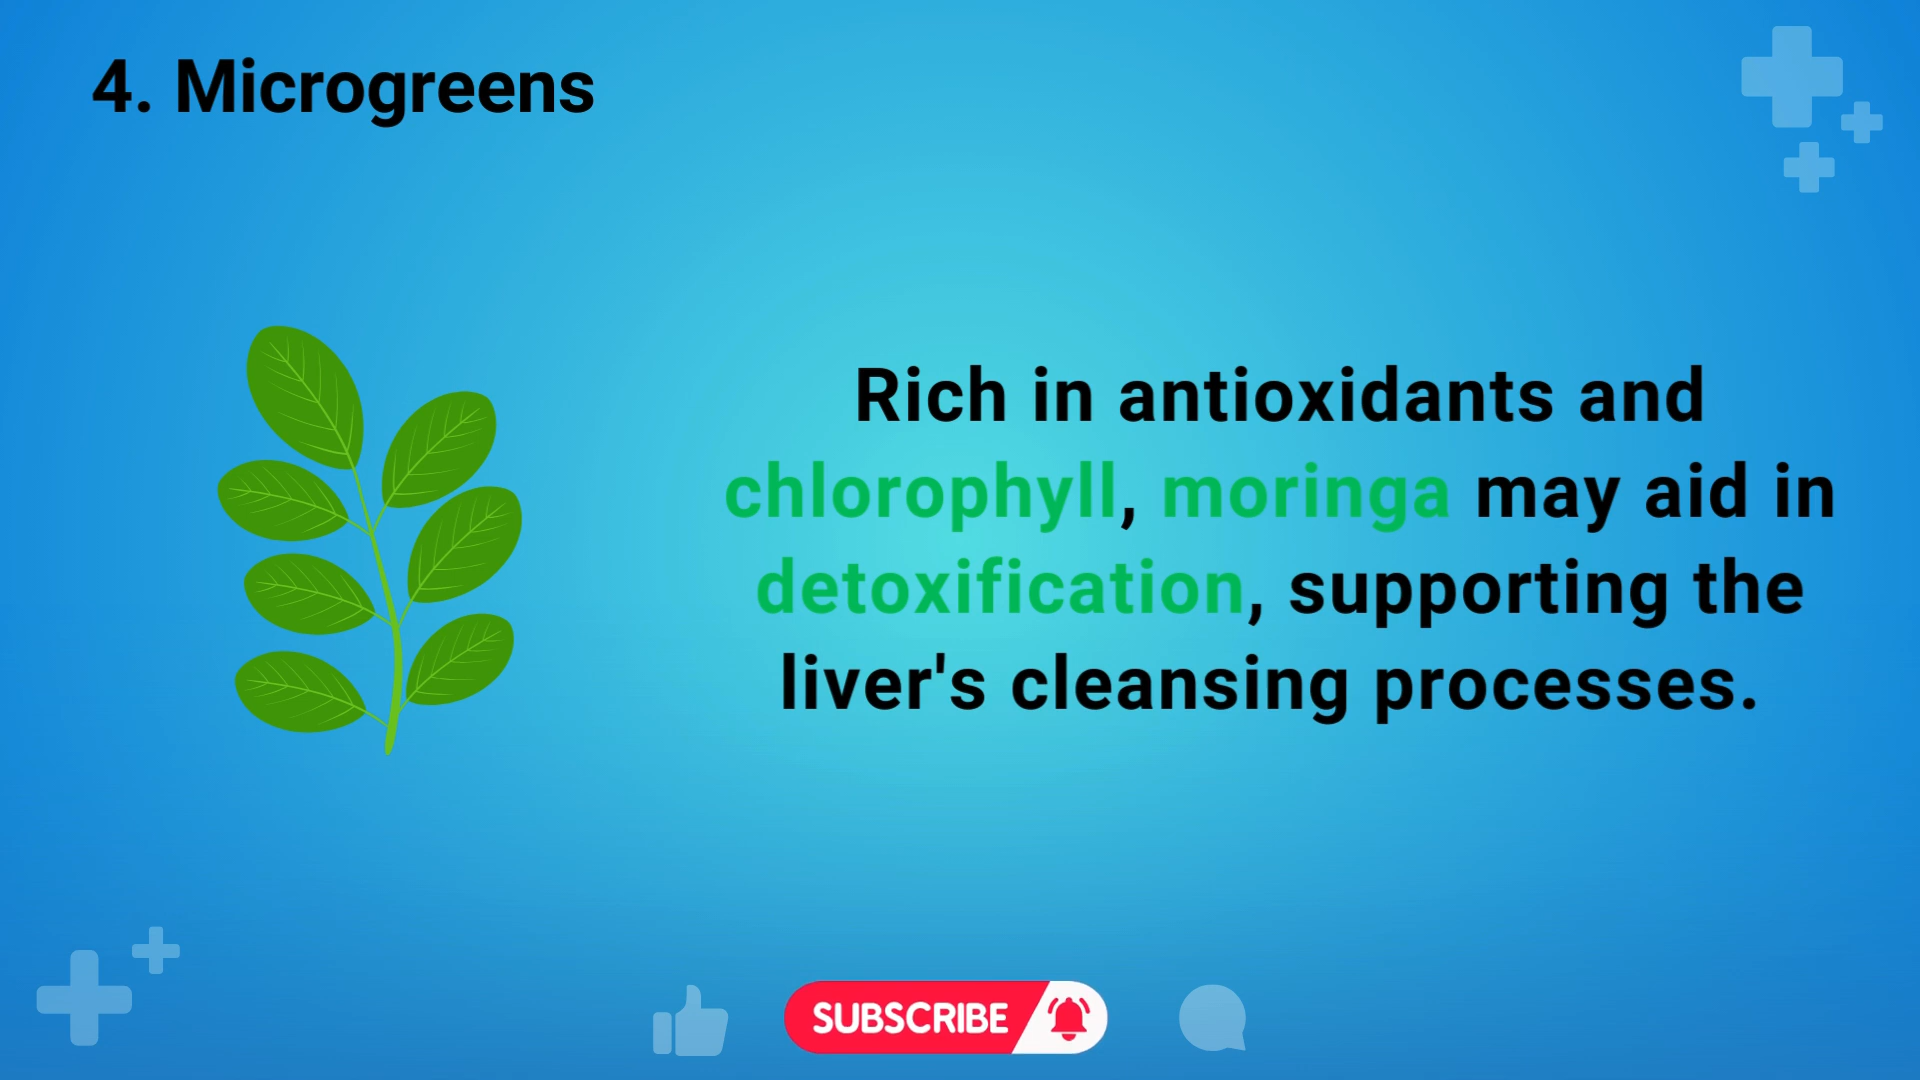 4. Microgreens
Rich in antioxidants and
chlorophyll, moringa may aid in
detoxification, supporting the
liver's cleansing processes.
SUBSCRIBE